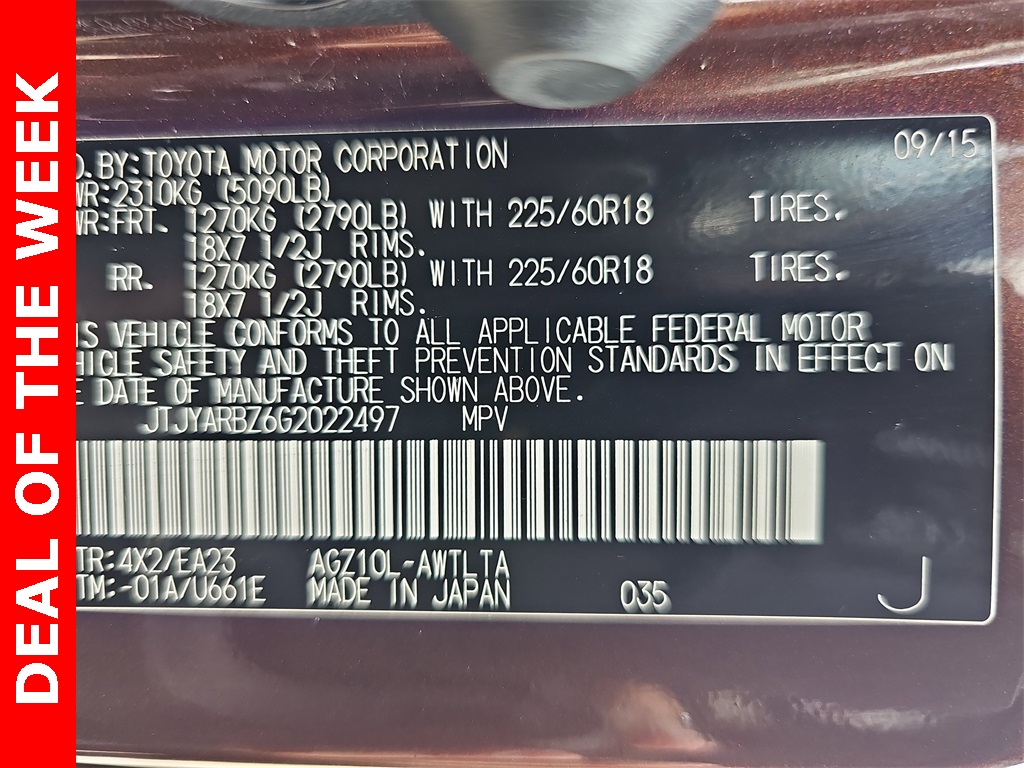 DEAL OF THE WEEK
D. BY: TOYOTA MOTOR CORPORATION 09/15
WR: 2310KG (5090LB)
WR: FRT. 1270KG (2790LB) WITH 225/60R18 TIRES.
18X7 1/2J RIMS.
RR. 1270KG (2790LB) WITH 225/60R18 TIRES.
18X7 1/2J RIMS.
IS VEHICLE CONFORMS TO ALL APPLICABLE FEDERAL MOTOR
HICLE SAFETY AND THEFT PREVENTION STANDARDS IN EFFECT ON
E DATE OF MANUFACTURE SHOWN ABOVE.
JTJYARBZ6G2022497 MPV
TR: 4X2/EA23 AGZ10L-AWTLTA
TM: -01A/U661E MADE IN JAPAN 035 J